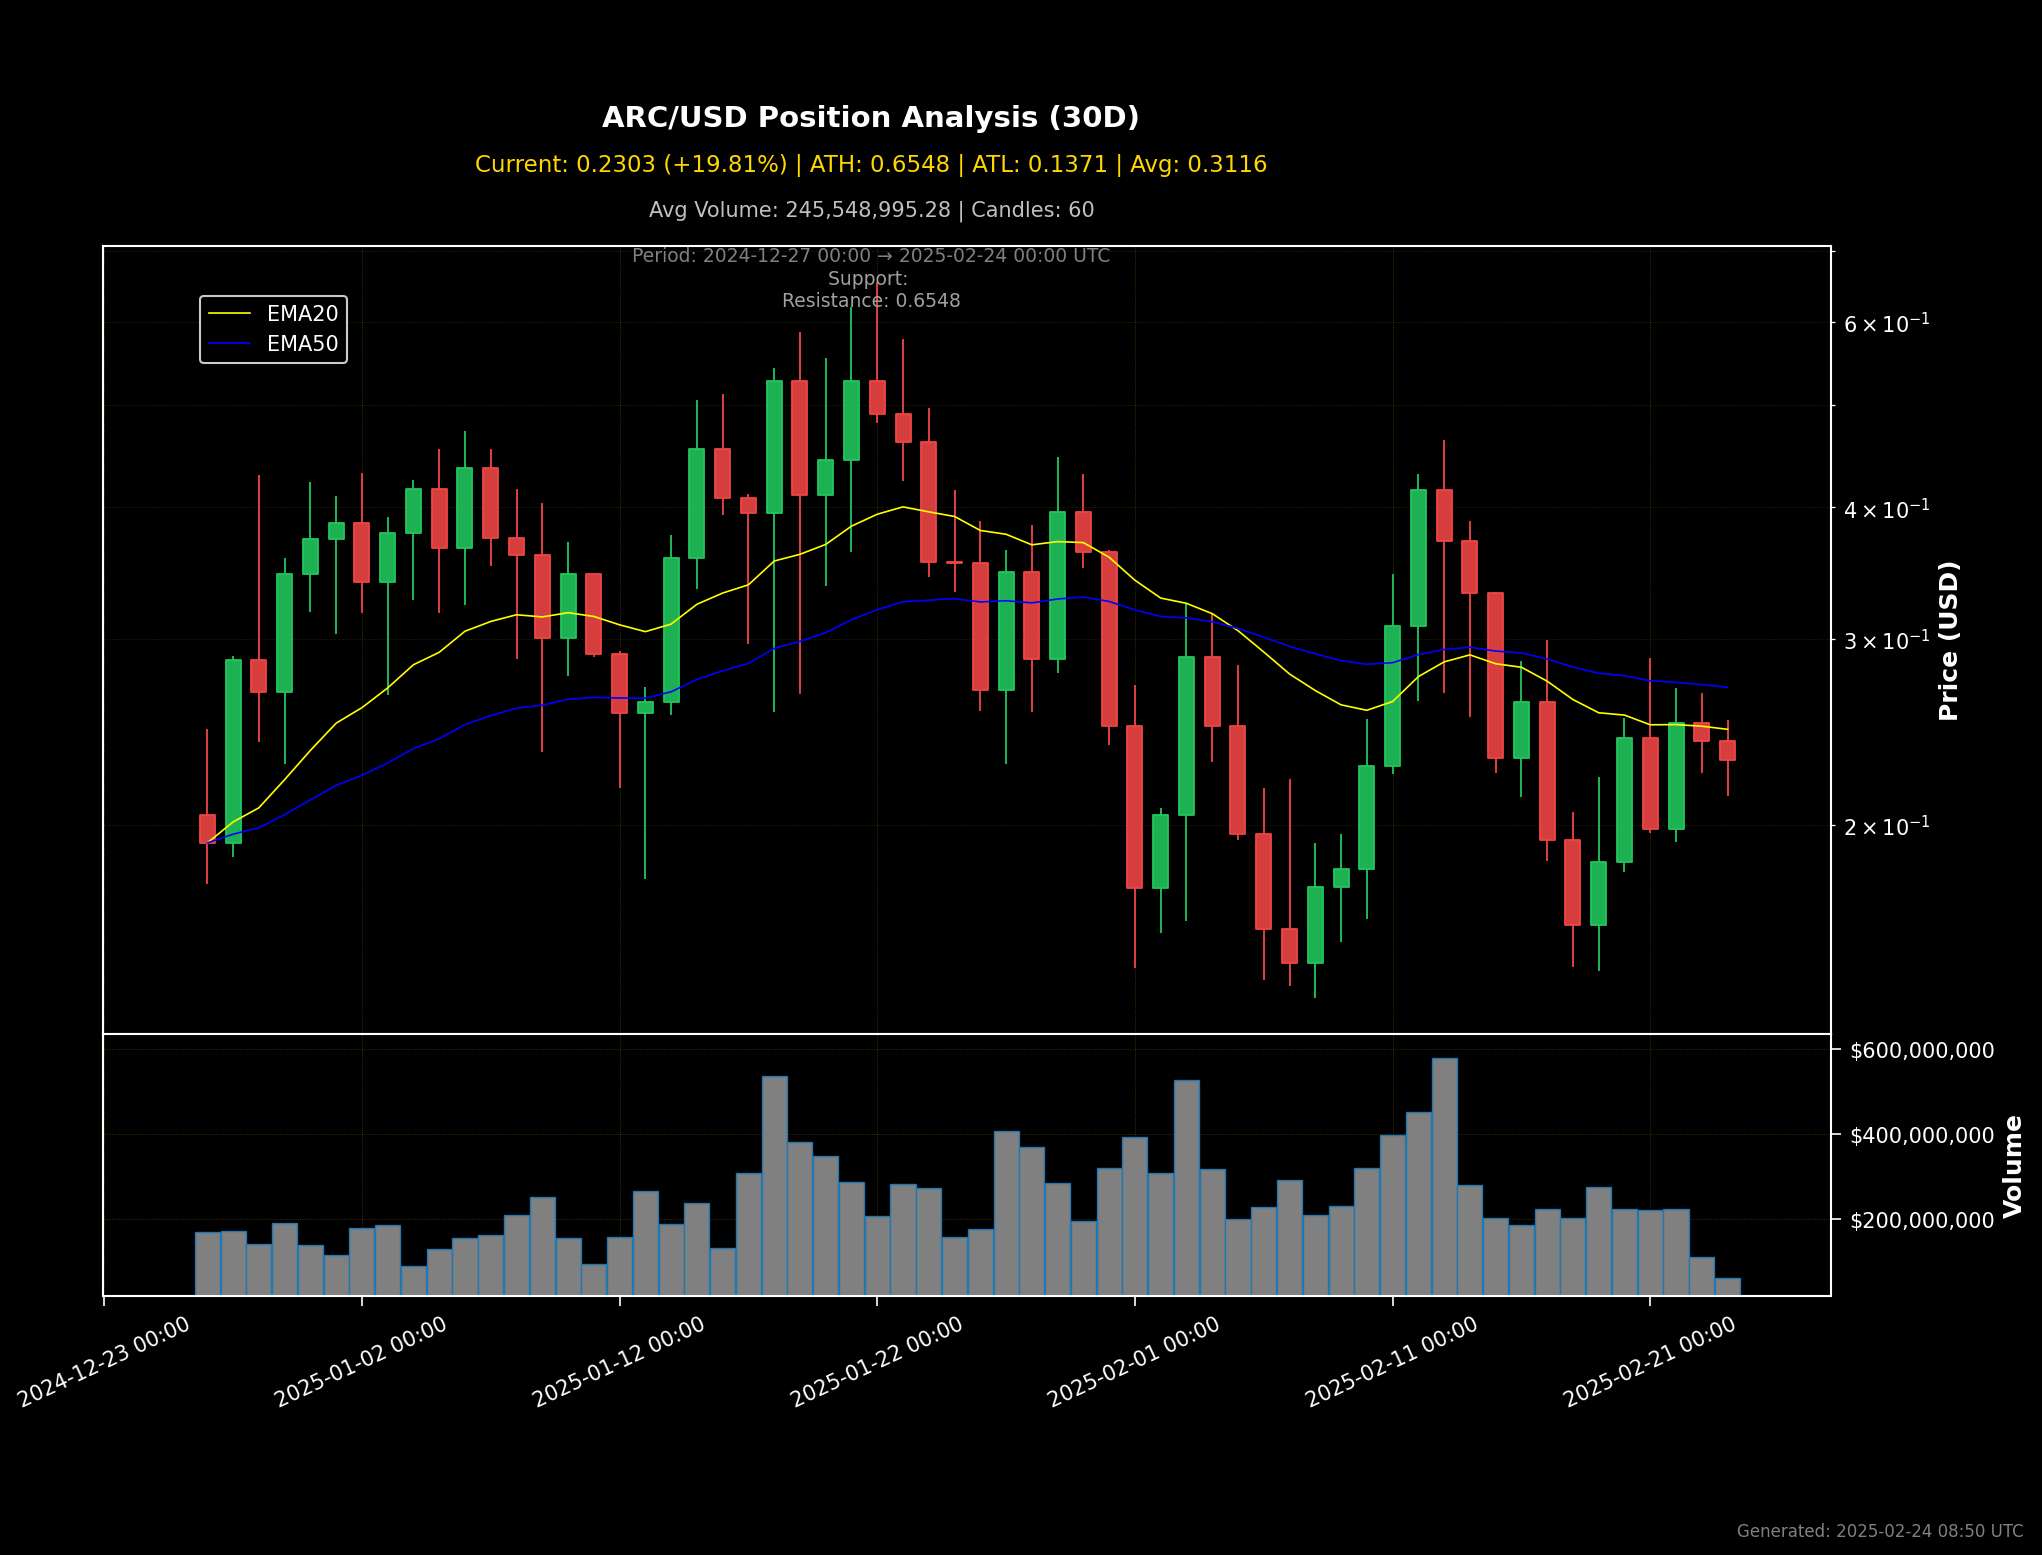 ARC/USD Position Analysis (30D)
Current: 0.2303 (+19.81%) | ATH: 0.6548 | ATL: 0.1371 | Avg: 0.3116
Avg Volume: 245,548,995.28 | Candles: 60
Period: 2024-12-27 00:00 → 2025-02-24 00:00 UTC
Support:
Resistance: 0.6548
EMA20
EMA50
6 × 10⁻¹
4 × 10⁻¹
3 × 10⁻¹
2 × 10⁻¹
Price (USD)
$600,000,000
$400,000,000
$200,000,000
Volume
2024-12-23 00:00
2025-01-02 00:00
2025-01-12 00:00
2025-01-22 00:00
2025-02-01 00:00
2025-02-11 00:00
2025-02-21 00:00
Generated: 2025-02-24 08:50 UTC